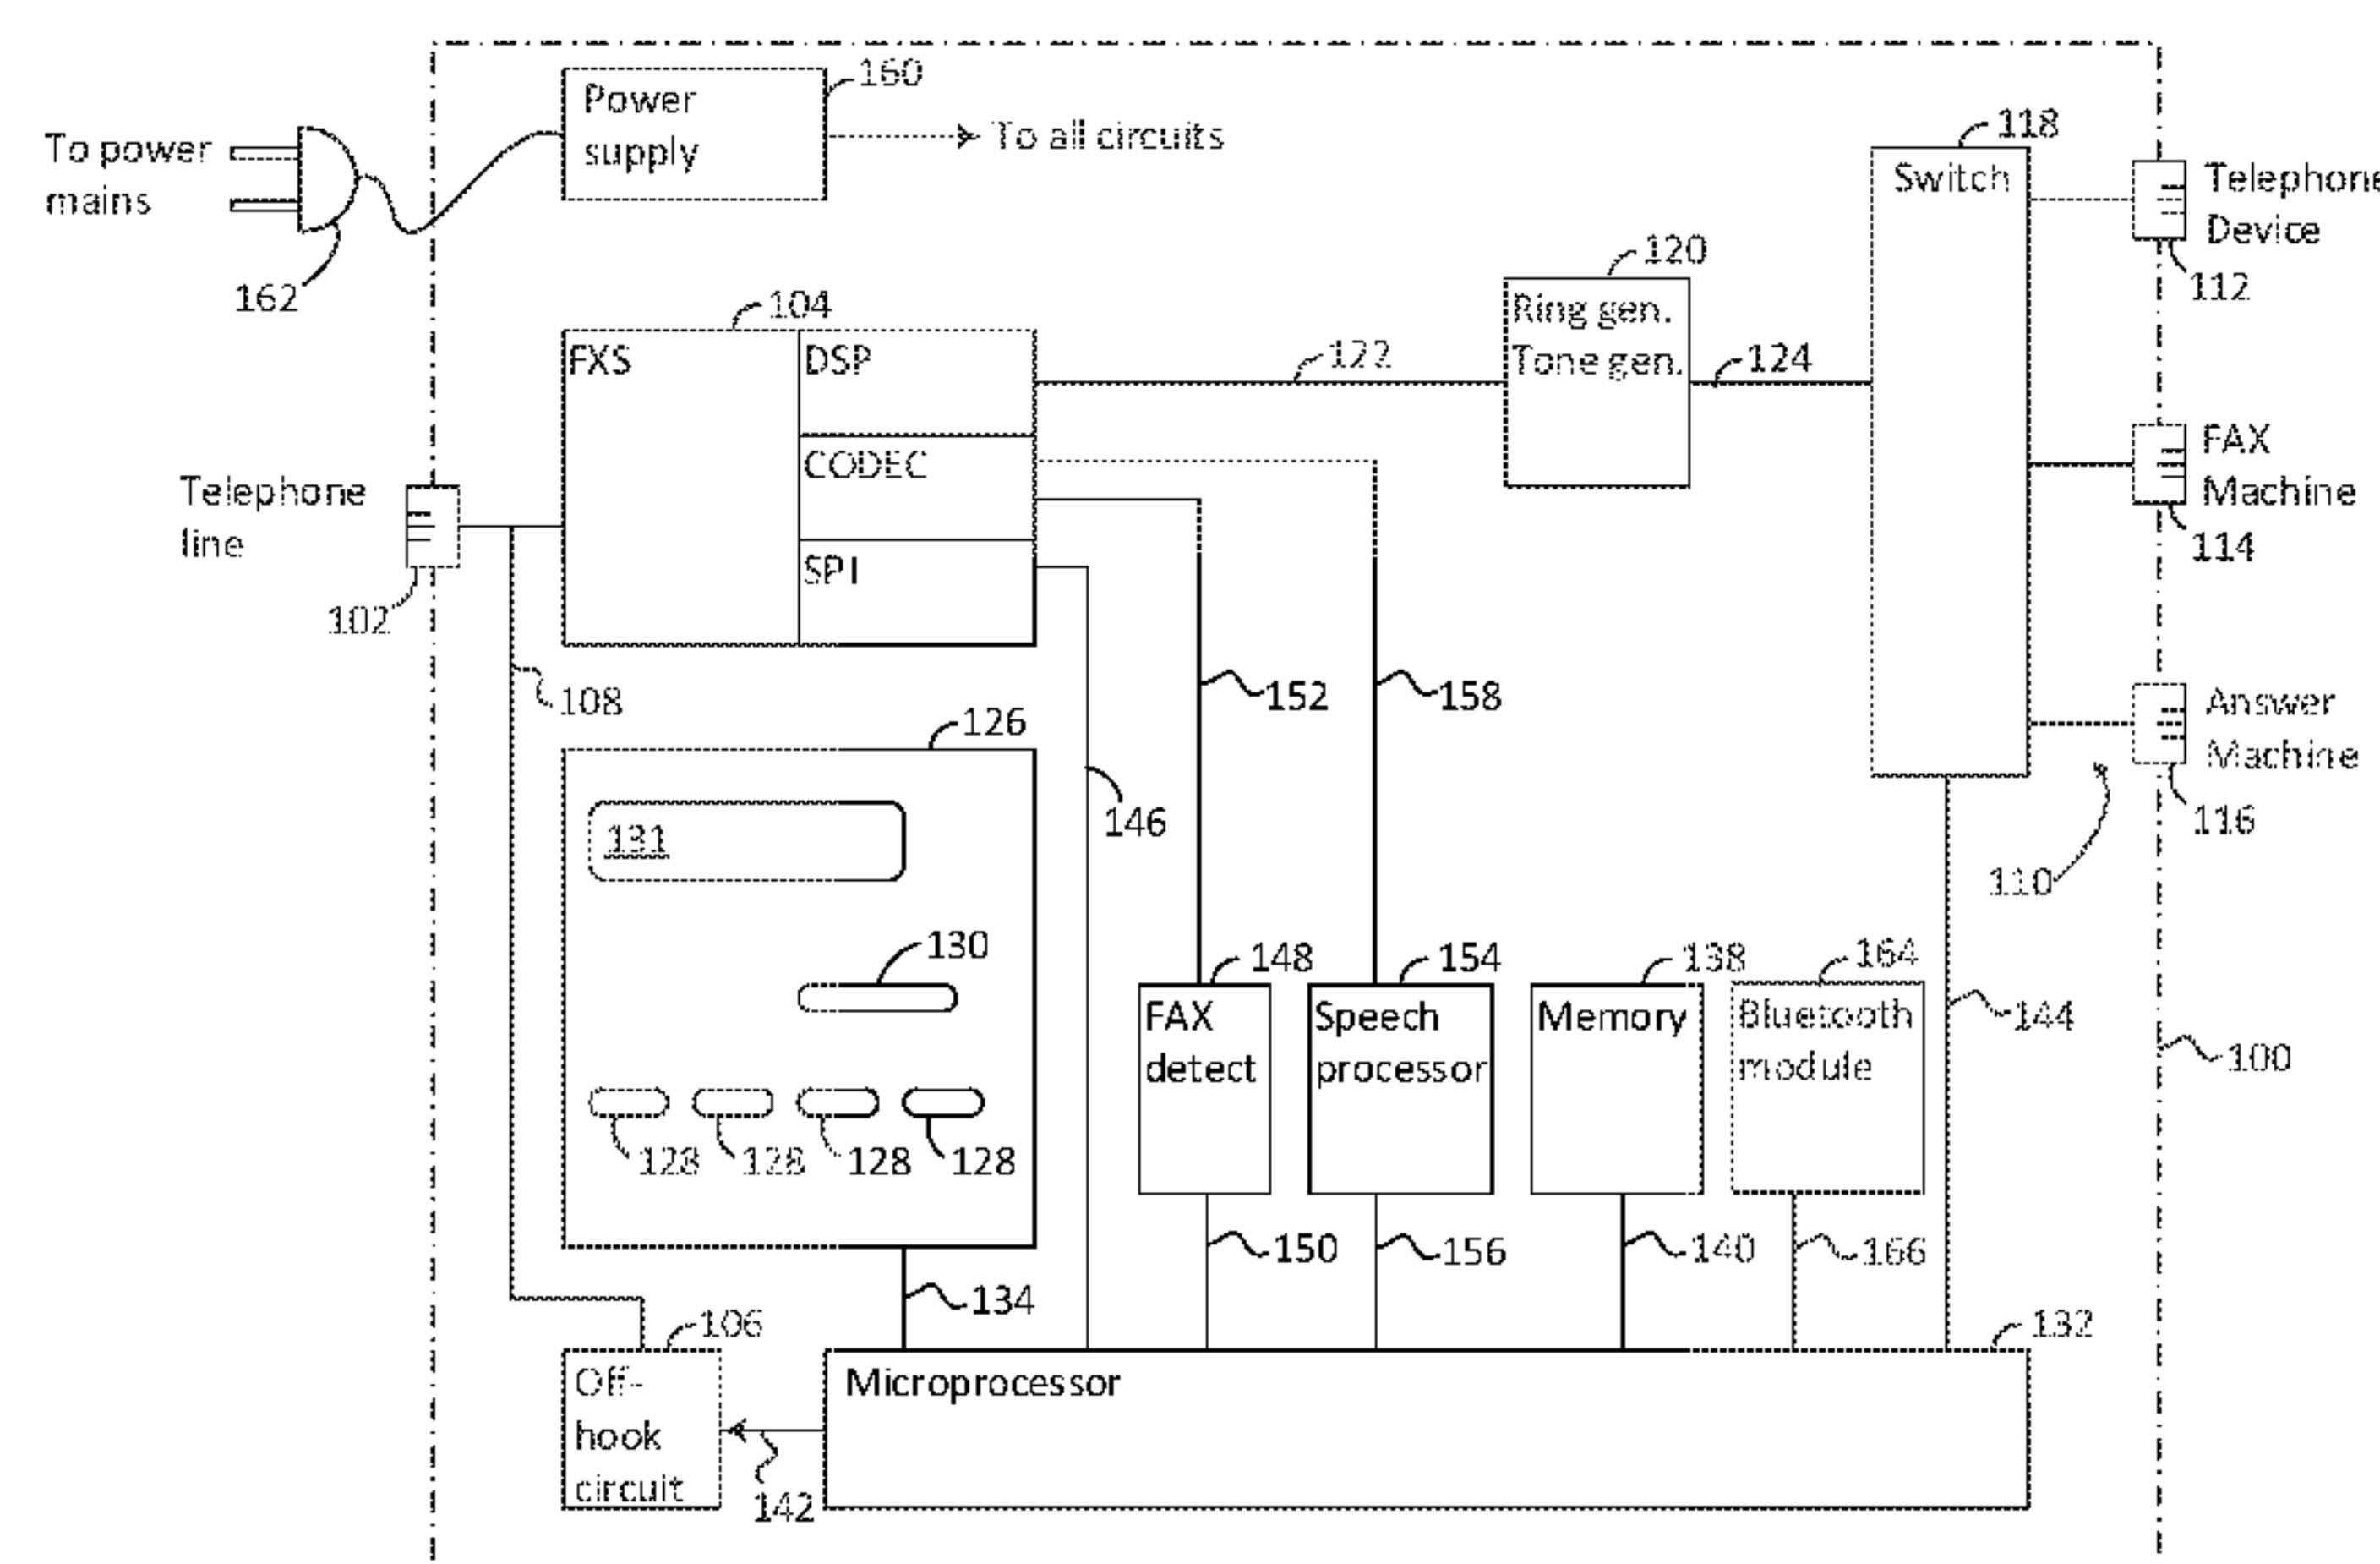 160
Power
supply
To all circuits
To power
mains
162
118
Switch
Telephone
Device
112
120
Ring gen.
Tone gen.
104
FXS
DSP
CODEC
SPI
122
124
FAX
Machine
114
Telephone
line
102
108
152
158
146
Answer
Machine
116
110
126
131
130
128
128
128
128
148
FAX
detect
154
Speech
processor
138
Memory
164
Bluetooth
module
144
100
134
150
156
140
166
106
Off-
hook
circuit
142
132
Microprocessor